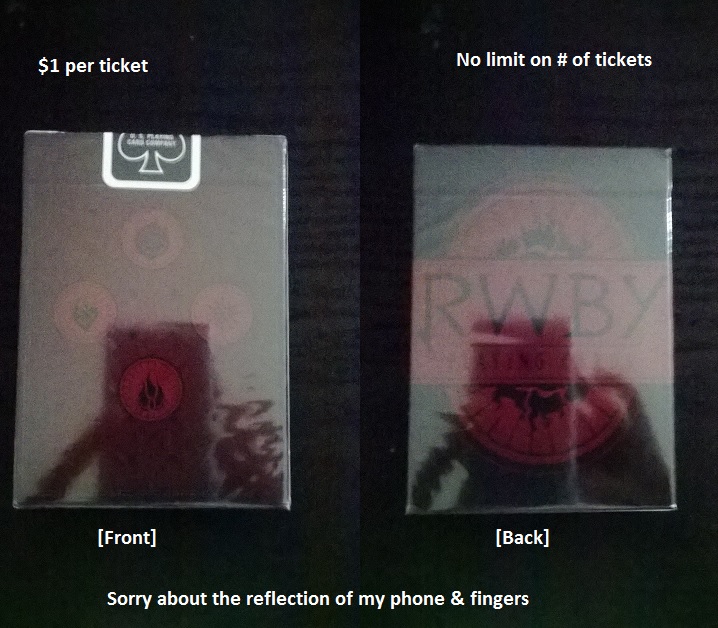 $1 per ticket
No limit on # of tickets
U. S. PLAYING
CARD COMPANY
RWBY
[Front]
[Back]
Sorry about the reflection of my phone & fingers